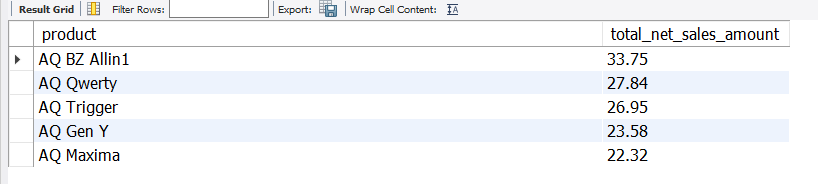 Result Grid Filter Rows: Export: Wrap Cell Content: IA
product total_net_sales_amount
AQ BZ Allin1 33.75
AQ Qwerty 27.84
AQ Trigger 26.95
AQ Gen Y 23.58
AQ Maxima 22.32